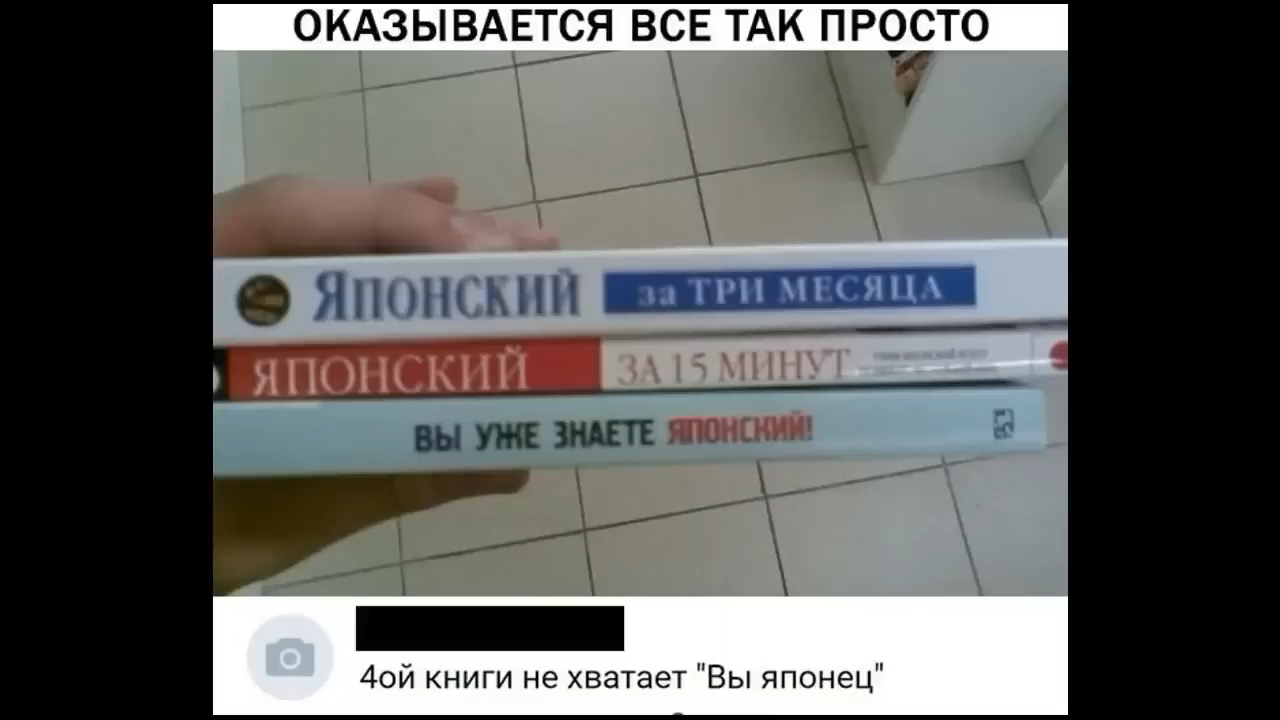 ОКАЗЫВАЕТСЯ ВСЕ ТАК ПРОСТО
ЯПОНСКИЙ за ТРИ МЕСЯЦА
ЯПОНСКИЙ ЗА 15 МИНУТ
ВЫ УЖЕ ЗНАЕТЕ ЯПОНСКИЙ!
4ой книги не хватает "Вы японец"